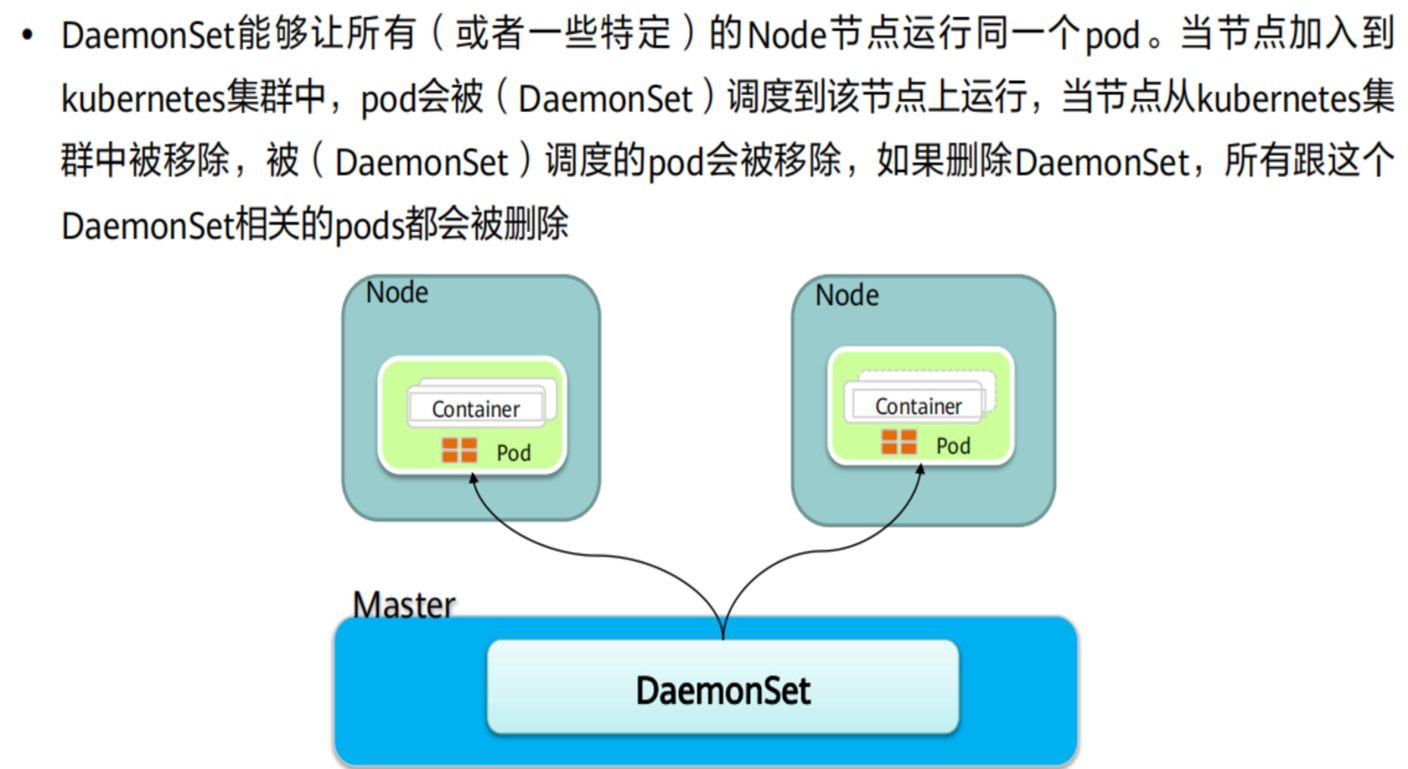 • DaemonSet能够让所有（或者一些特定）的Node节点运行同一个pod。当节点加入到
kubernetes集群中，pod会被（DaemonSet）调度到该节点上运行，当节点从kubernetes集
群中被移除，被（DaemonSet）调度的pod会被移除，如果删除DaemonSet，所有跟这个
DaemonSet相关的pods都会被删除
Node
Node
Container
Container
Pod
Pod
Master
DaemonSet